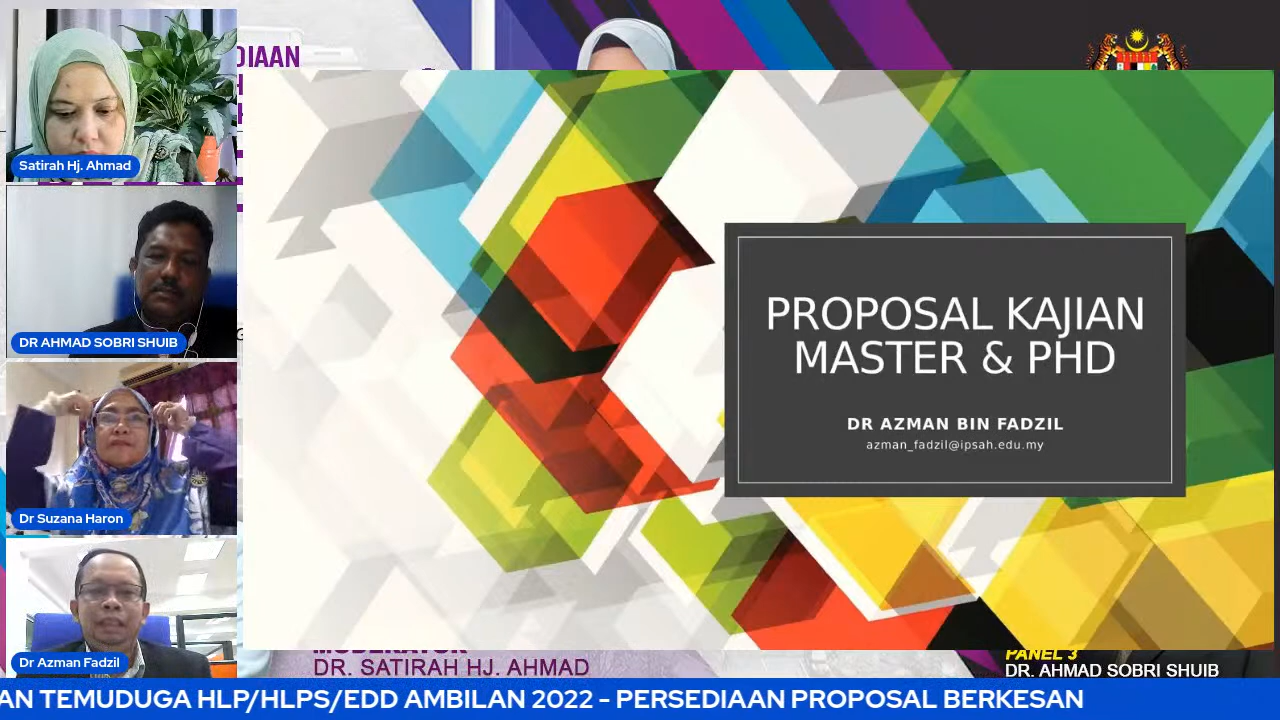 DIAAN
Satirah Hj. Ahmad
DR AHMAD SOBRI SHUIB
Dr Suzana Haron
Dr Azman Fadzil
PROPOSAL KAJIAN
MASTER & PHD
DR AZMAN BIN FADZIL
azman_fadzil@ipsah.edu.my
MODERATOR
DR. SATIRAH HJ. AHMAD
PANEL 3
DR. AHMAD SOBRI SHUIB
AN TEMUDUGA HLP/HLPS/EDD AMBILAN 2022 – PERSEDIAAN PROPOSAL BERKESAN